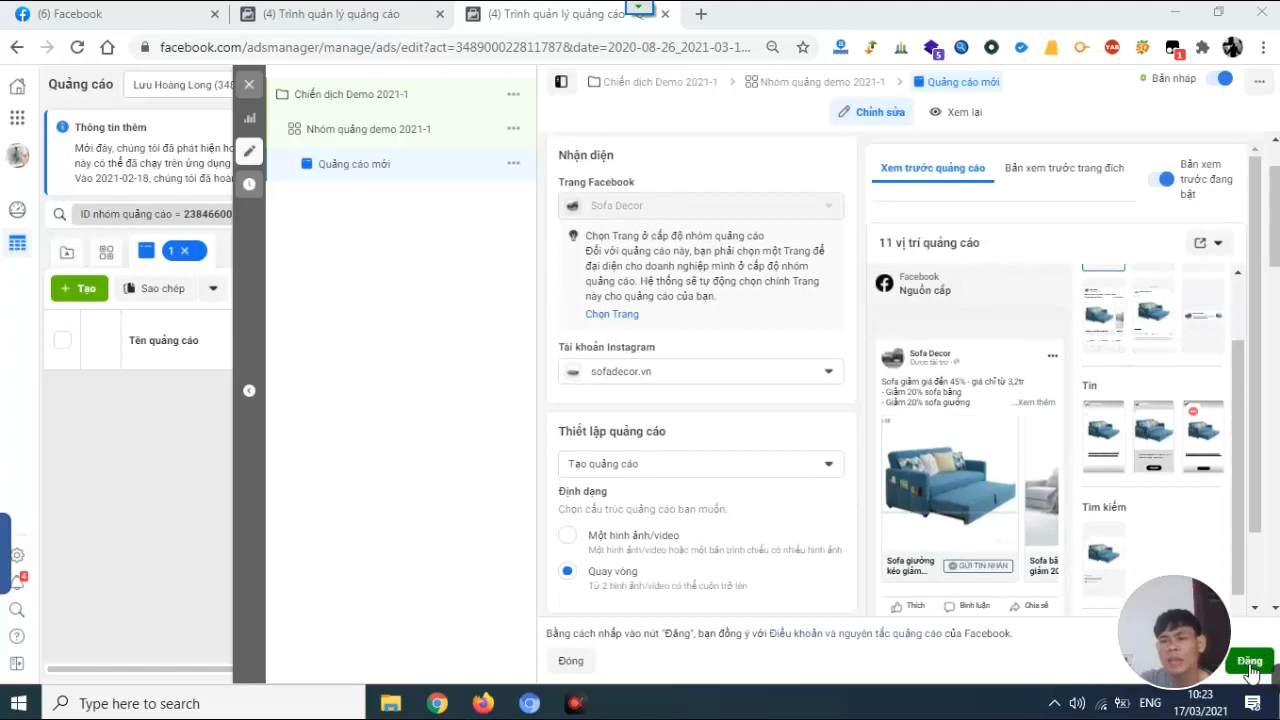 (6) Facebook
(4) Trình quản lý quảng cáo
(4) Trình quản lý quảng cáo
facebook.com/adsmanager/manage/ads/edit?act=34890002281178​7&date=2020-08-26_2021-03-1...
5
YAB
1
Quảng cáo
Lưu Hoàng Long (348
Thông tin thêm
Mới đây, chúng tôi đã phát hiện họ
này có thể đã chạy trên ứng dụng
Vào 2021-02-18, chúng tôi đã hoàn
ID nhóm quảng cáo = 23846600
1
+ Tạo
Sao chép
Tên quảng cáo
4
Chiến dịch Demo 2021-1
Nhóm quảng demo 2021-1
Quảng cáo mới
Chiến dịch Demo 2021-1
Nhóm quảng demo 2021-1
Quảng cáo mới
Bản nháp
Chỉnh sửa
Xem lại
Nhận diện
Trang Facebook
Sofa Decor
Chọn Trang ở cấp độ nhóm quảng cáo
Đối với quảng cáo này, bạn phải chọn một Trang để
đại diện cho doanh nghiệp mình ở cấp độ nhóm
quảng cáo. Hệ thống sẽ tự động chọn chính Trang
này cho quảng cáo của bạn.
Chọn Trang
Tài khoản Instagram
sofadecor.vn
Thiết lập quảng cáo
Tạo quảng cáo
Định dạng
Chọn cấu trúc quảng cáo bạn muốn.
Một hình ảnh/video
Một hình ảnh/video hoặc một bản trình chiếu có nhiều hình ảnh
Quay vòng
Từ 2 hình ảnh/video có thể cuộn trở lên
Xem trước quảng cáo
Bản xem trước trang đích
Bản xem
trước đang
bật
11 vị trí quảng cáo
Facebook
Nguồn cấp
Sofa Decor
Được tài trợ
Sofa giảm giá đến 45% - giá chỉ từ 3,2tr
- Giảm 20% sofa băng
- Giảm 20% sofa giường
...Xem thêm
Sofa giường
kéo giảm...
GỬI TIN NHẮN
Sofa bă
giảm 20
Thích
Bình luận
Chia sẻ
Tin
Tìm kiếm
Bằng cách nhấp vào nút "Đăng", bạn đồng ý với Điều khoản và nguyên tắc quảng cáo của Facebook.
Đóng
Đăng
Type here to search
ENG
10:23
17/03/2021